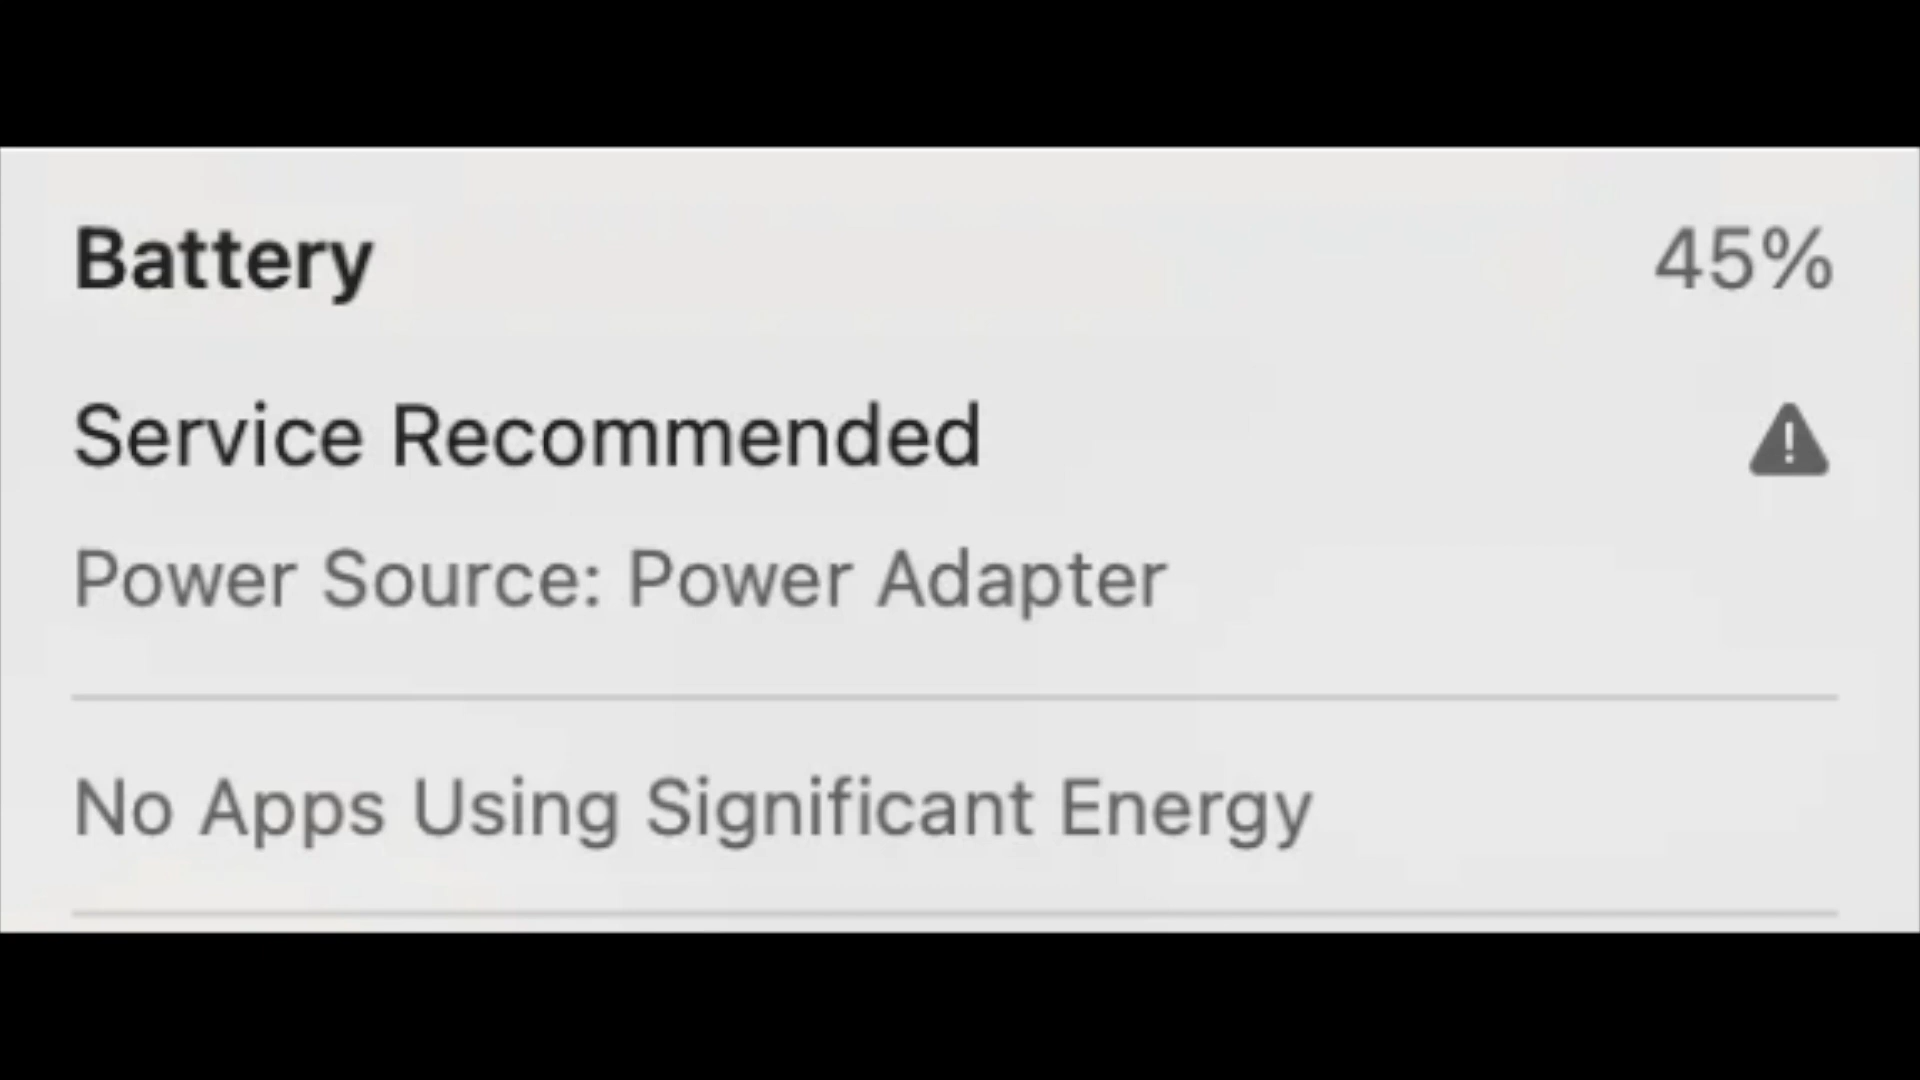 Battery 45%
Service Recommended
Power Source: Power Adapter
No Apps Using Significant Energy